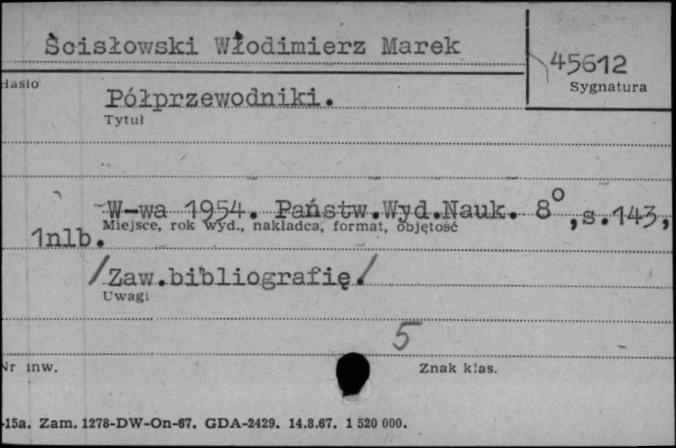 Ścisłowski Włodimierz Marek
45612
Hasło
Sygnatura
Półprzewodniki.
Tytuł
W-wa 1954. Państw.Wyd.Nauk. 8°,s.143,
Miejsce, rok wyd., nakładca, format, objętość
1nlb.
/Zaw.bibliografię/
Uwagi
5
Nr inw.
Znak klas.
-15a. Zam. 1278-DW-On-67. GDA-2429. 14.8.67. 1 520 000.